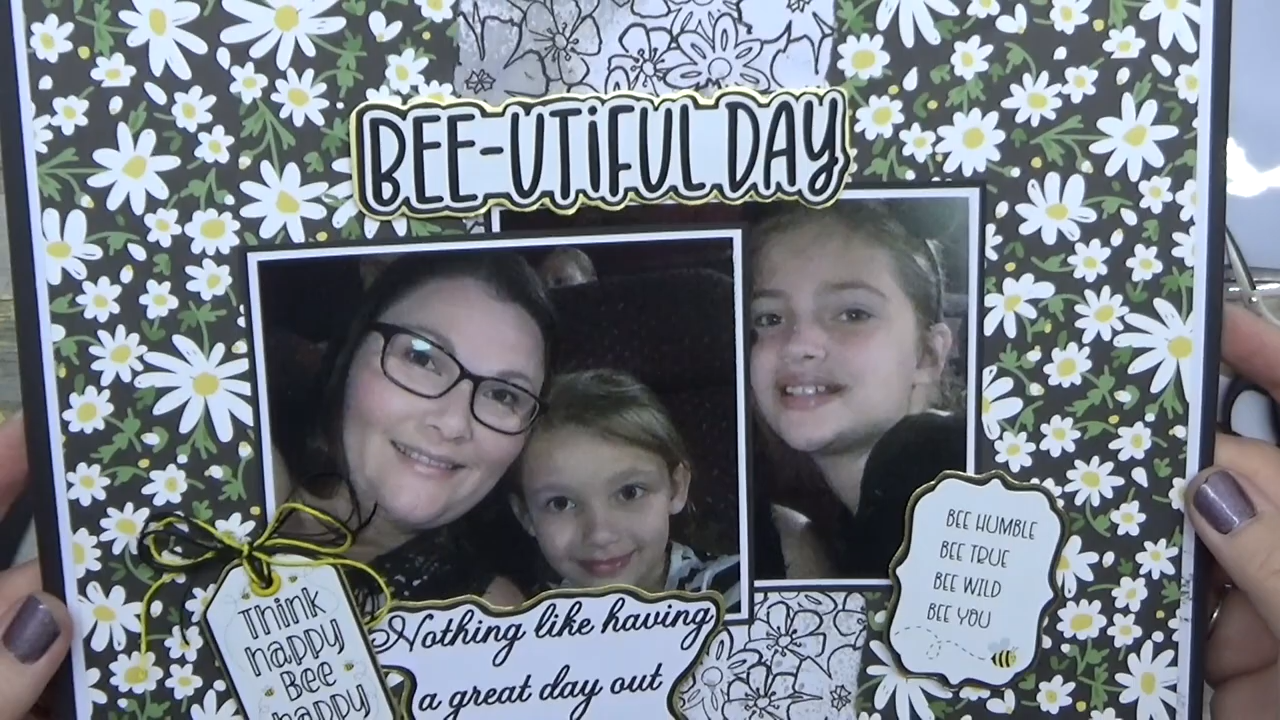 BEE-UTiFUL DAY
BEE HUMBLE
BEE TRUE
BEE WILD
BEE YOU
Think
happy
Bee
happy
Nothing like having
a great day out